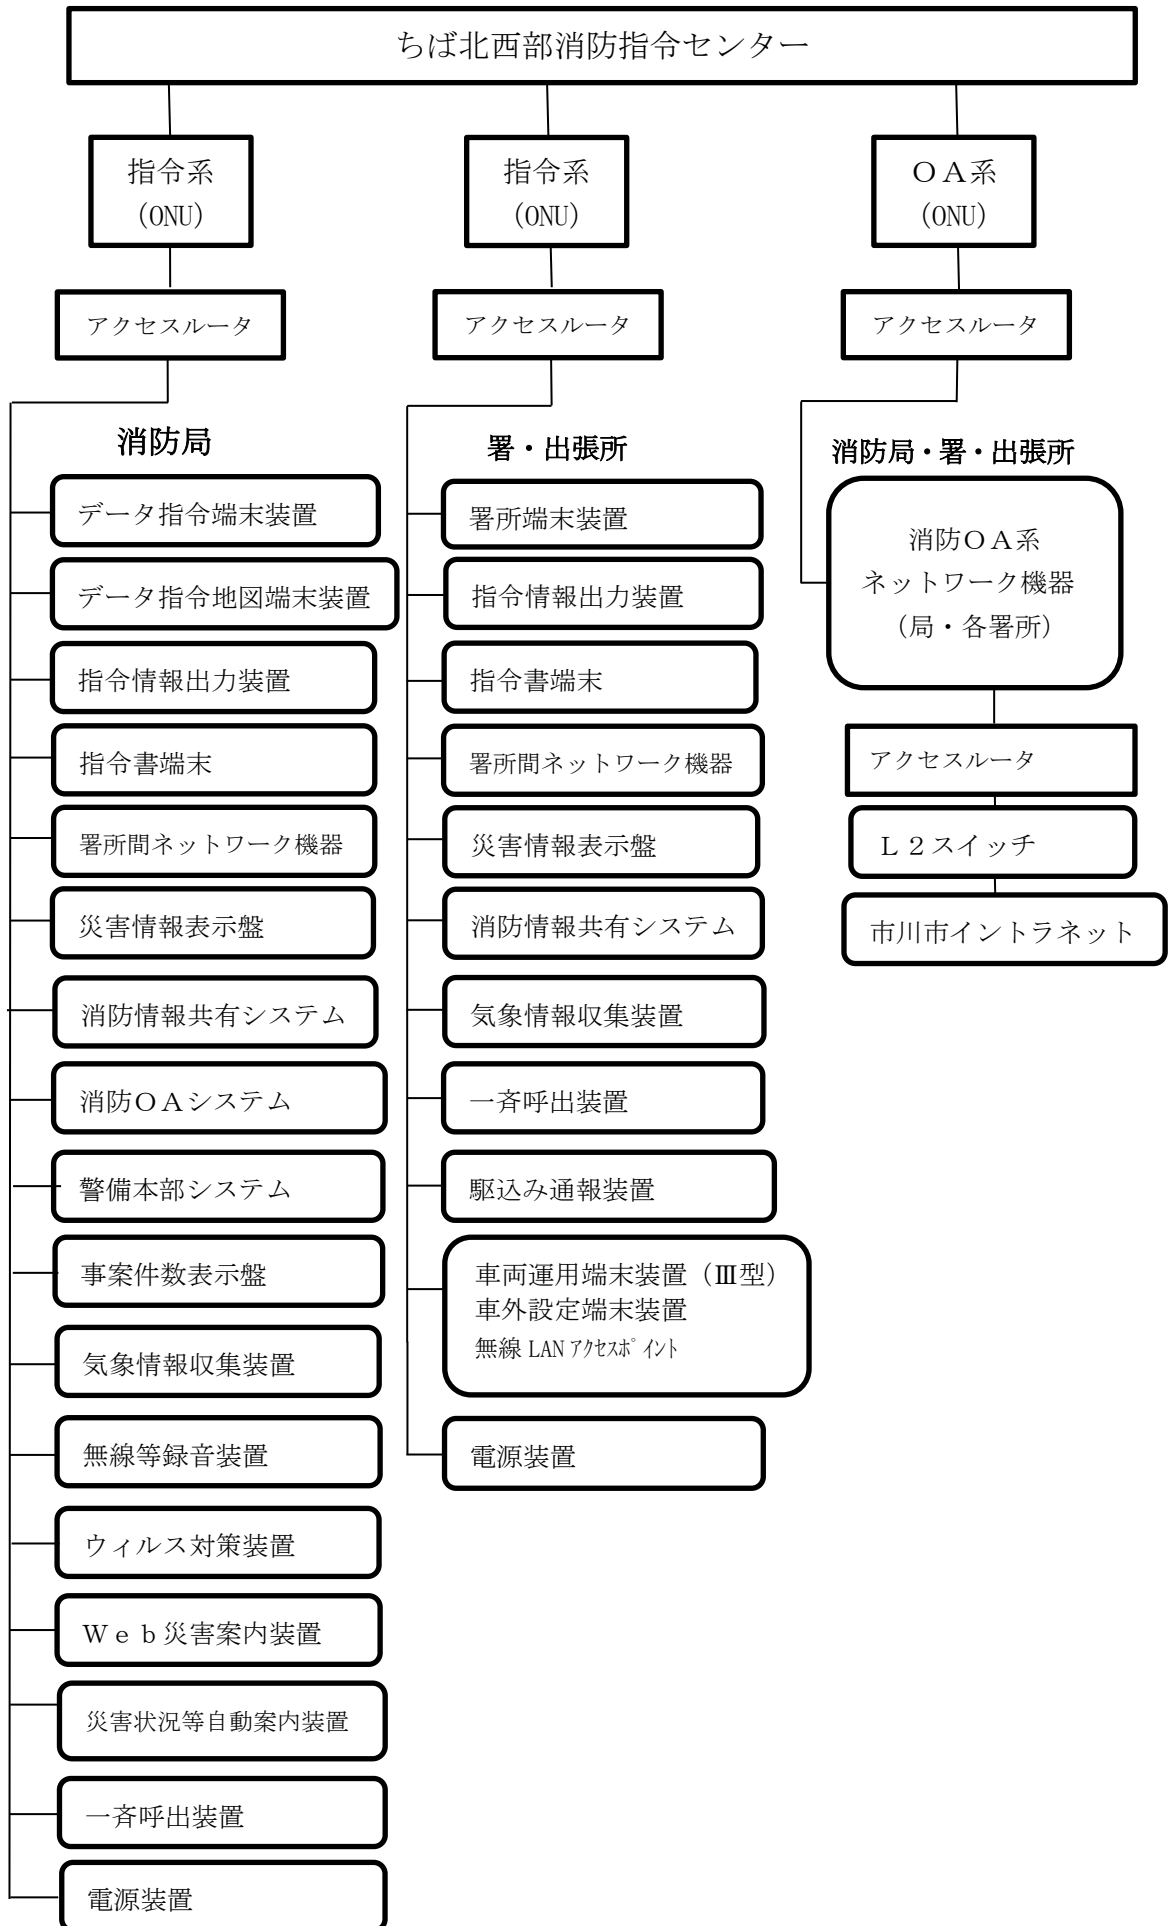 ちば北西部消防指令センター
指令系
(ONU)
アクセスルータ
消防局
データ指令端末装置
データ指令地図端末装置
指令情報出力装置
指令書端末
署所間ネットワーク機器
災害情報表示盤
消防情報共有システム
消防ОＡシステム
警備本部システム
事案件数表示盤
気象情報収集装置
無線等録音装置
ウィルス対策装置
Ｗｅｂ災害案内装置
災害状況等自動案内装置
一斉呼出装置
電源装置
指令系
(ONU)
アクセスルータ
署・出張所
署所端末装置
指令情報出力装置
指令書端末
署所間ネットワーク機器
災害情報表示盤
消防情報共有システム
気象情報収集装置
一斉呼出装置
駆込み通報装置
車両運用端末装置（Ⅲ型）
車外設定端末装置
無線 LAN ｱｸｾｽﾎﾟｲﾝﾄ
電源装置
ＯＡ系
(ONU)
アクセスルータ
消防局・署・出張所
消防ОＡ系
ネットワーク機器
（局・各署所）
アクセスルータ
Ｌ２スイッチ
市川市イントラネット